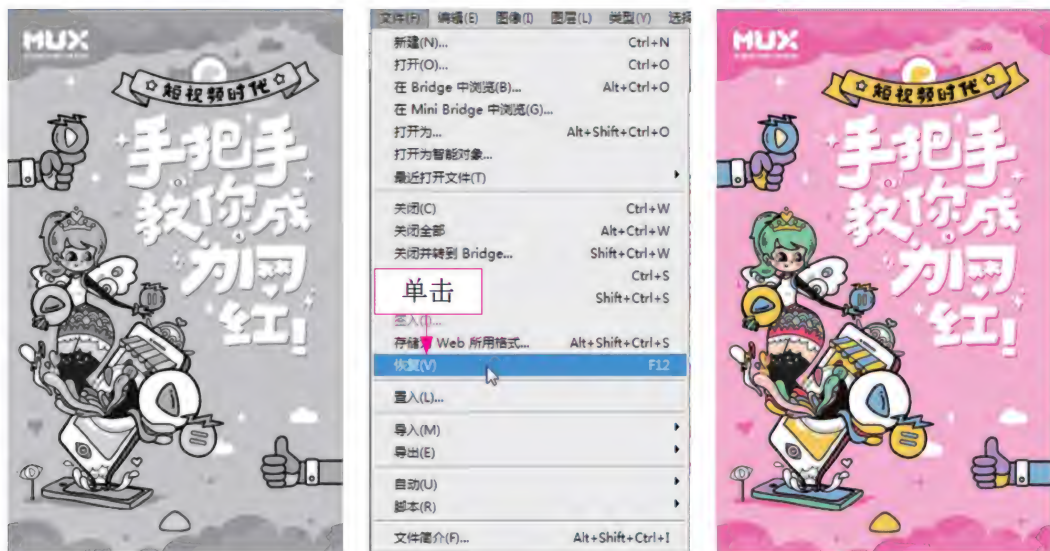 MUX
短视频时代
手把手
教你成
为网
红!
文件(F) 编辑(E) 图像(I) 图层(L) 类型(Y) 选择
新建(N)... Ctrl+N
打开(O)... Ctrl+O
在 Bridge 中浏览(B)... Alt+Ctrl+O
在 Mini Bridge 中浏览(G)...
打开为... Alt+Shift+Ctrl+O
打开为智能对象...
最近打开文件(T)
关闭(C) Ctrl+W
关闭全部 Alt+Ctrl+W
关闭并转到 Bridge... Shift+Ctrl+W
Ctrl+S
单击
Shift+Ctrl+S
签入(I)...
存储 Web 所用格式... Alt+Shift+Ctrl+S
恢复(V) F12
置入(L)...
导入(M)
导出(E)
自动(U)
脚本(R)
文件简介(F)... Alt+Shift+Ctrl+I
MUX
短视频时代
手把手
教你成
为网
红!